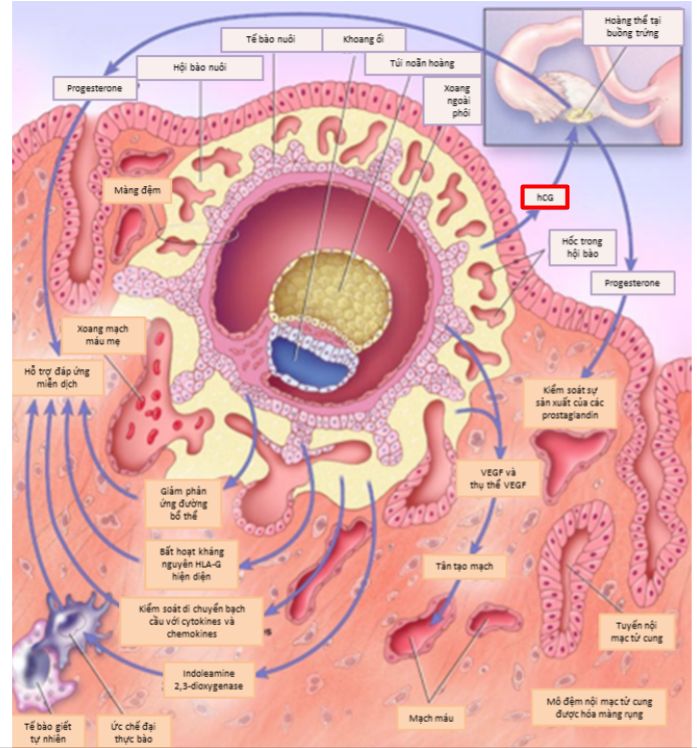 Hoàng thể tại
buồng trứng
Tế bào nuôi
Khoang ối
Hội bào nuôi
Túi noãn hoàng
Progesterone
Xoang
ngoài
phôi
Màng đệm
hCG
Hốc trong
hội bào
Progesterone
Xoang mạch
máu mẹ
Hỗ trợ đáp ứng
miễn dịch
Kiểm soát sự
sản xuất của các
prostaglandin
VEGF và
thụ thể VEGF
Giảm phản
ứng đường
bổ thể
Bất hoạt kháng
nguyên HLA-G
hiện diện
Tân tạo mạch
Kiểm soát di chuyển bạch
cầu với cytokines và
chemokines
Tuyến nội
mạc tử cung
Indoleamine
2,3-dioxygenase
Mạch máu
Mô đệm nội mạc tử cung
được hóa màng rụng
Tế bào giết
tự nhiên
Ức chế đại
thực bào